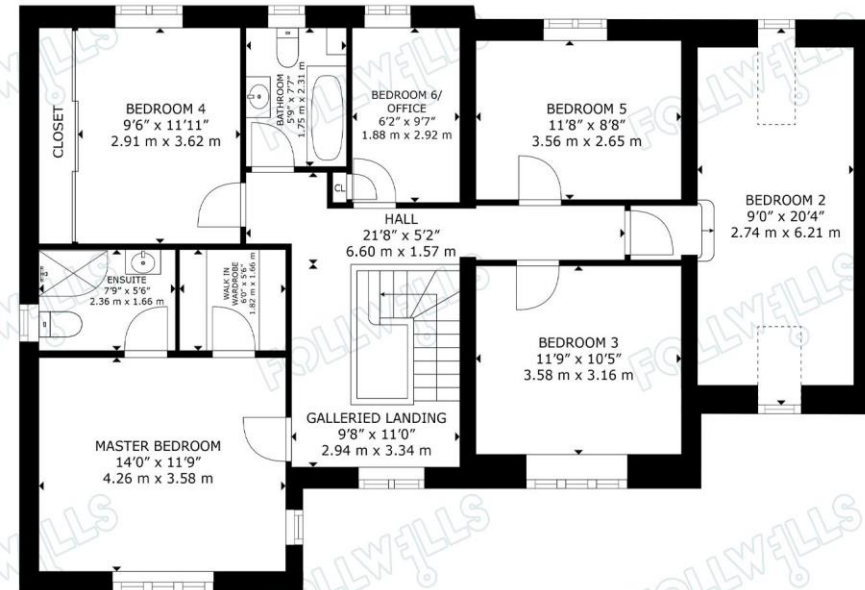 CLOSET
BEDROOM 4
9'6" x 11'11"
2.91 m x 3.62 m
BATHROOM
5'9" x 7'7"
1.75 m x 2.31 m
BEDROOM 6/
OFFICE
6'2" x 9'7"
1.88 m x 2.92 m
BEDROOM 5
11'8" x 8'8"
3.56 m x 2.65 m
BEDROOM 2
9'0" x 20'4"
2.74 m x 6.21 m
CL
HALL
21'8" x 5'2"
6.60 m x 1.57 m
ENSUITE
7'9" x 5'6"
2.36 m x 1.66 m
WALK IN
WARDROBE
6'0" x 5'6"
1.82 m x 1.66 m
BEDROOM 3
11'9" x 10'5"
3.58 m x 3.16 m
GALLERIED LANDING
9'8" x 11'0"
2.94 m x 3.34 m
MASTER BEDROOM
14'0" x 11'9"
4.26 m x 3.58 m
FOLLWELLS
FOLLWELLS
FOLLWELLS
FOLLWELLS
FOLLWELLS